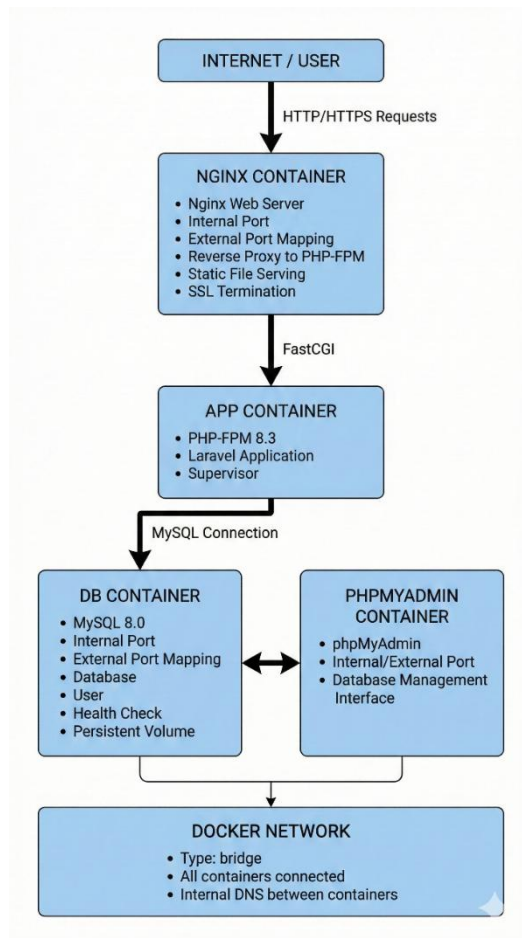 INTERNET / USER
HTTP/HTTPS Requests
NGINX CONTAINER
• Nginx Web Server
• Internal Port
• External Port Mapping
• Reverse Proxy to PHP-FPM
• Static File Serving
• SSL Termination
FastCGI
APP CONTAINER
• PHP-FPM 8.3
• Laravel Application
• Supervisor
MySQL Connection
DB CONTAINER
• MySQL 8.0
• Internal Port
• External Port Mapping
• Database
• User
• Health Check
• Persistent Volume
PHPMYADMIN
CONTAINER
• phpMyAdmin
• Internal/External Port
• Database Management
Interface
DOCKER NETWORK
• Type: bridge
• All containers connected
• Internal DNS between containers